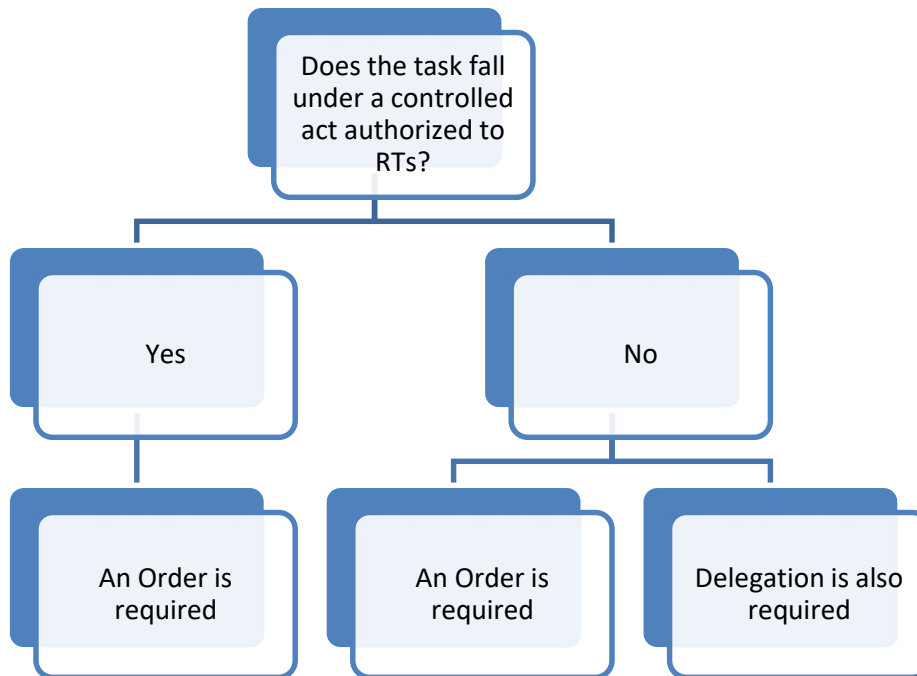 Does the task fall
under a controlled
act authorized to
RTs?
Yes
No
An Order is
required
An Order is
required
Delegation is also
required